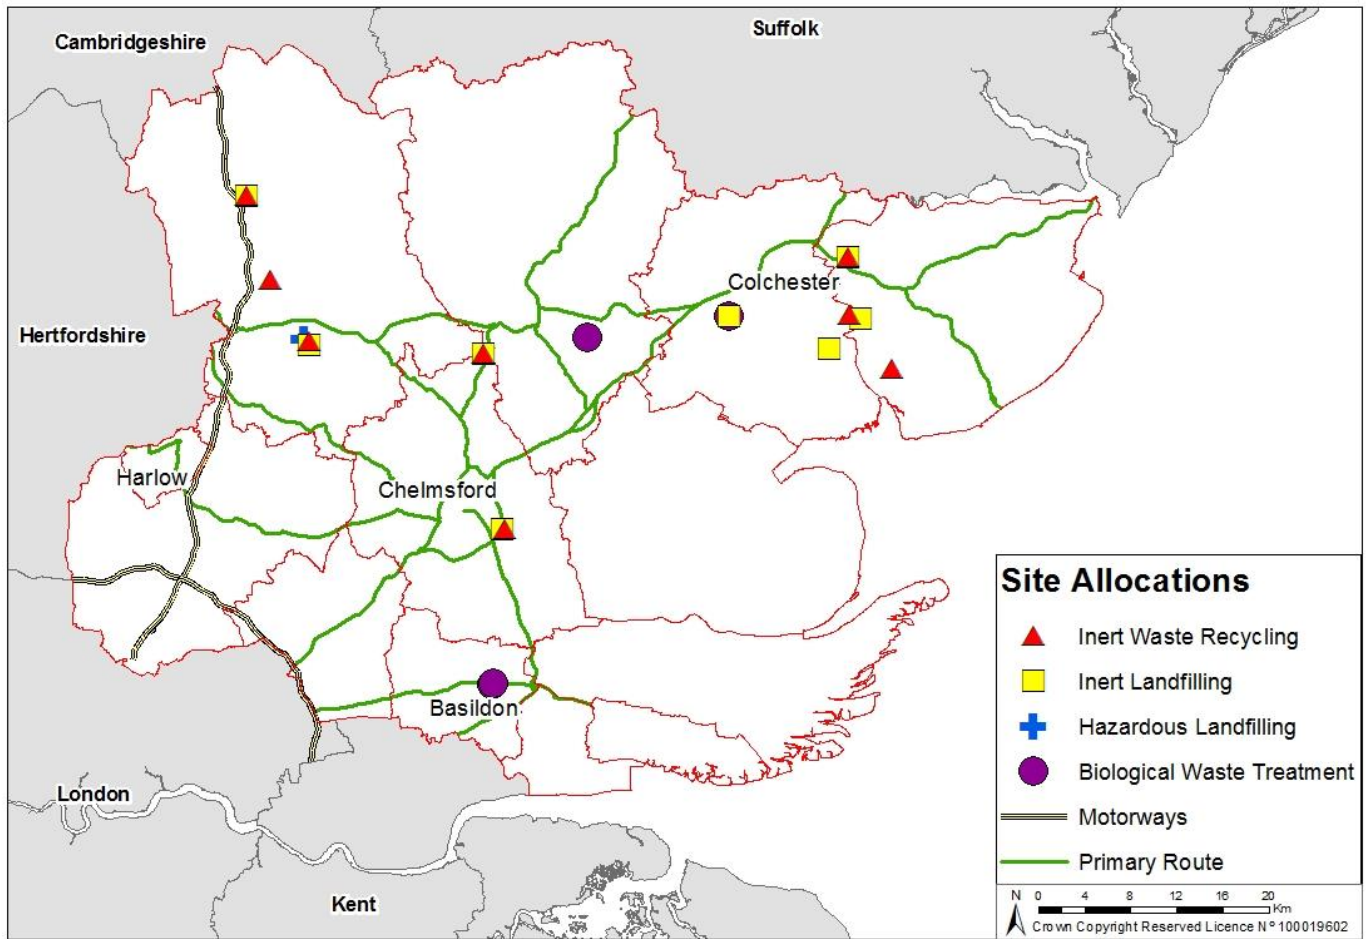 Suffolk
Cambridgeshire
Colchester
Hertfordshire
Harlow
Chelmsford
Basildon
London
Kent
Site Allocations
Inert Waste Recycling
Inert Landfilling
Hazardous Landfilling
Biological Waste Treatment
Motorways
Primary Route
N
0 4 8 12 16 20
Km
Crown Copyright Reserved Licence Nº 100019602